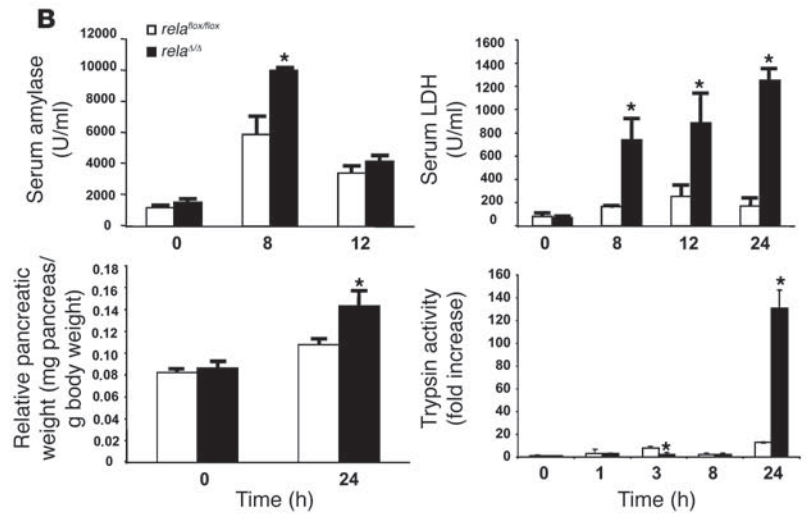 B
rela^flox/flox
rela^Δ/Δ
Serum amylase
(U/ml)
12000
10000
8000
6000
4000
2000
0
*
0 8 12
Serum LDH
(U/ml)
1600
1400
1200
1000
800
600
400
200
0
* * *
0 8 12 24
Relative pancreatic
weight (mg pancreas/
g body weight)
0.18
0.16
0.14
0.12
0.10
0.08
0.06
0.04
0.02
0
*
0 24
Time (h)
Trypsin activity
(fold increase)
160
140
120
100
80
60
40
20
0
* *
0 1 3 8 24
Time (h)